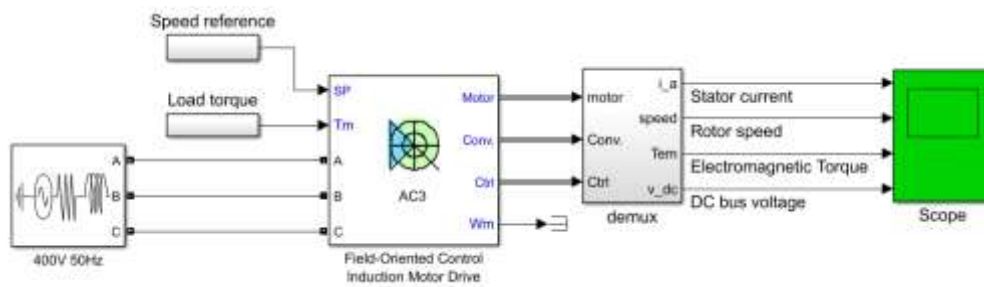 Speed reference
Load torque
A
B
C
400V 50Hz
SP
Tm
A
B
C
Motor
Conv.
Ctrl
Wm
AC3
Field-Oriented Control
Induction Motor Drive
motor
Conv.
Ctrl
i_a
speed
Tem
v_dc
demux
Stator current
Rotor speed
Electromagnetic Torque
DC bus voltage
Scope